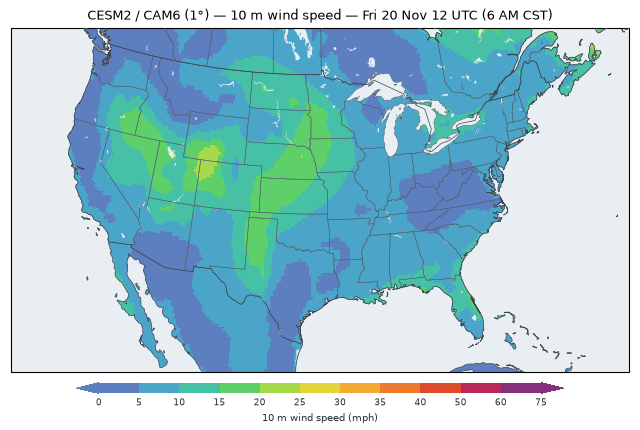 CESM2 / CAM6 (1°) — 10 m wind speed — Fri 20 Nov 12 UTC (6 AM CST)
0 5 10 15 20 25 30 35 40 50 60 75
10 m wind speed (mph)